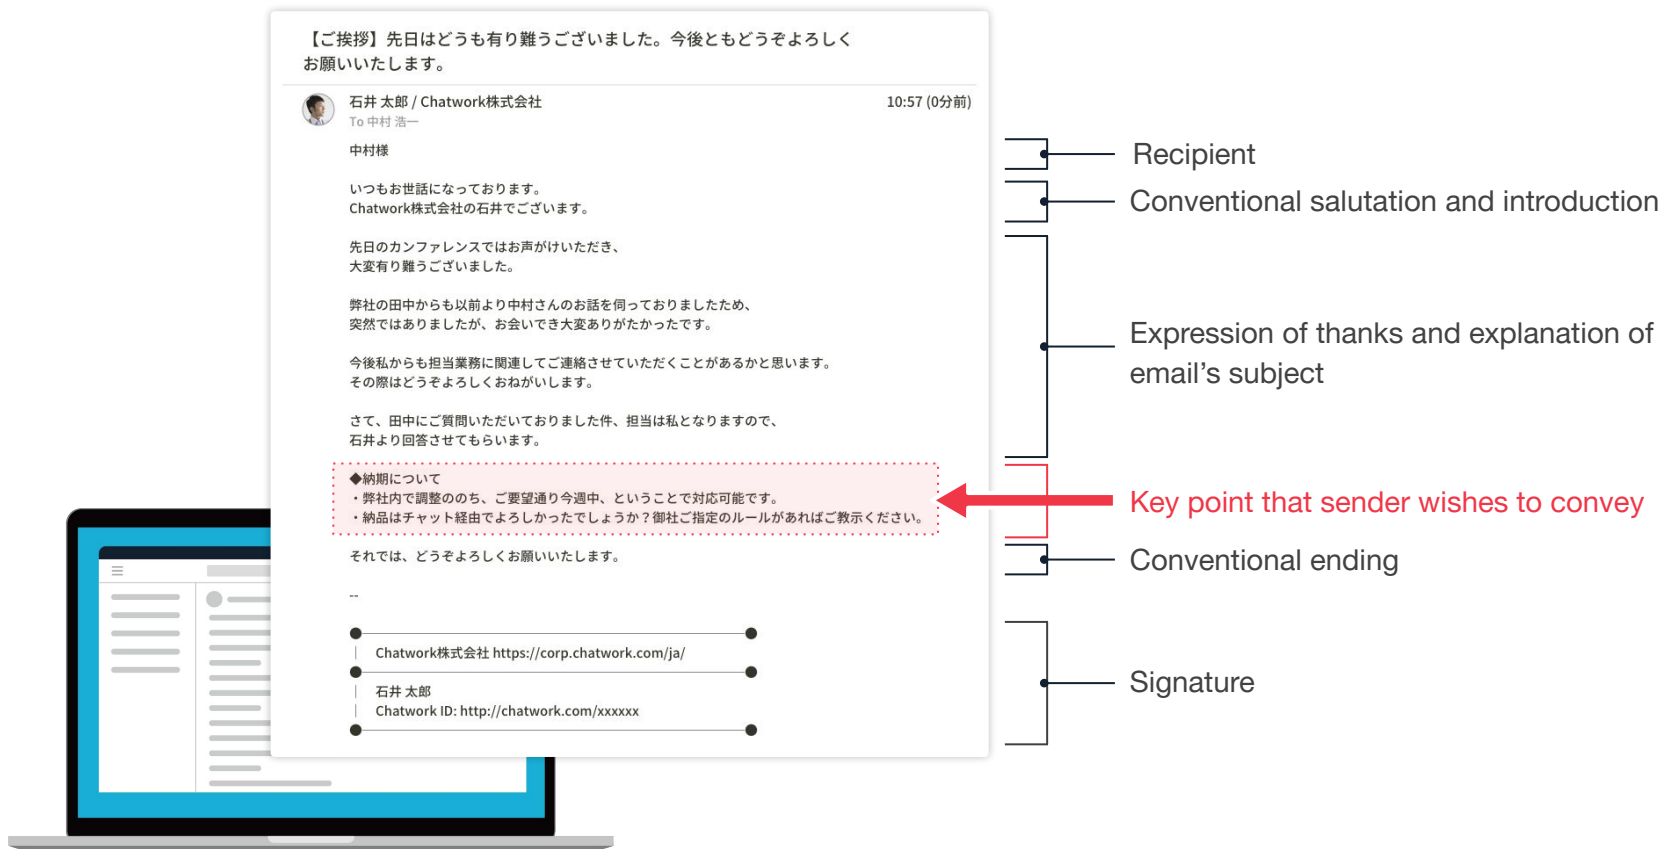 【ご挨拶】先日はどうも有り難うございました。今後ともどうぞよろしく
お願いいたします。
石井 太郎 / Chatwork株式会社
10:57 (0分前)
To 中村 浩一
中村様
いつもお世話になっております。
Chatwork株式会社の石井でございます。
先日のカンファレンスではお声がけいただき、
大変有り難うございました。
弊社の田中からも以前より中村さんのお話を伺っておりましたため、
突然ではありましたが、お会いでき大変ありがたかったです。
今後私からも担当業務に関連してご連絡させていただくことがあるかと思います。
その際はどうぞよろしくおねがいします。
さて、田中にご質問いただいておりました件、担当は私となりますので、
石井より回答させてもらいます。
◆納期について
・弊社内で調整ののち、ご要望通り今週中、ということで対応可能です。
・納品はチャット経由でよろしかったでしょうか？御社ご指定のルールがあればご教示ください。
それでは、どうぞよろしくお願いいたします。
--
Chatwork株式会社 https://corp.chatwork.com/ja/
石井 太郎
Chatwork ID: http://chatwork.com/xxxxxx
Recipient
Conventional salutation and introduction
Expression of thanks and explanation of
email’s subject
Key point that sender wishes to convey
Conventional ending
Signature